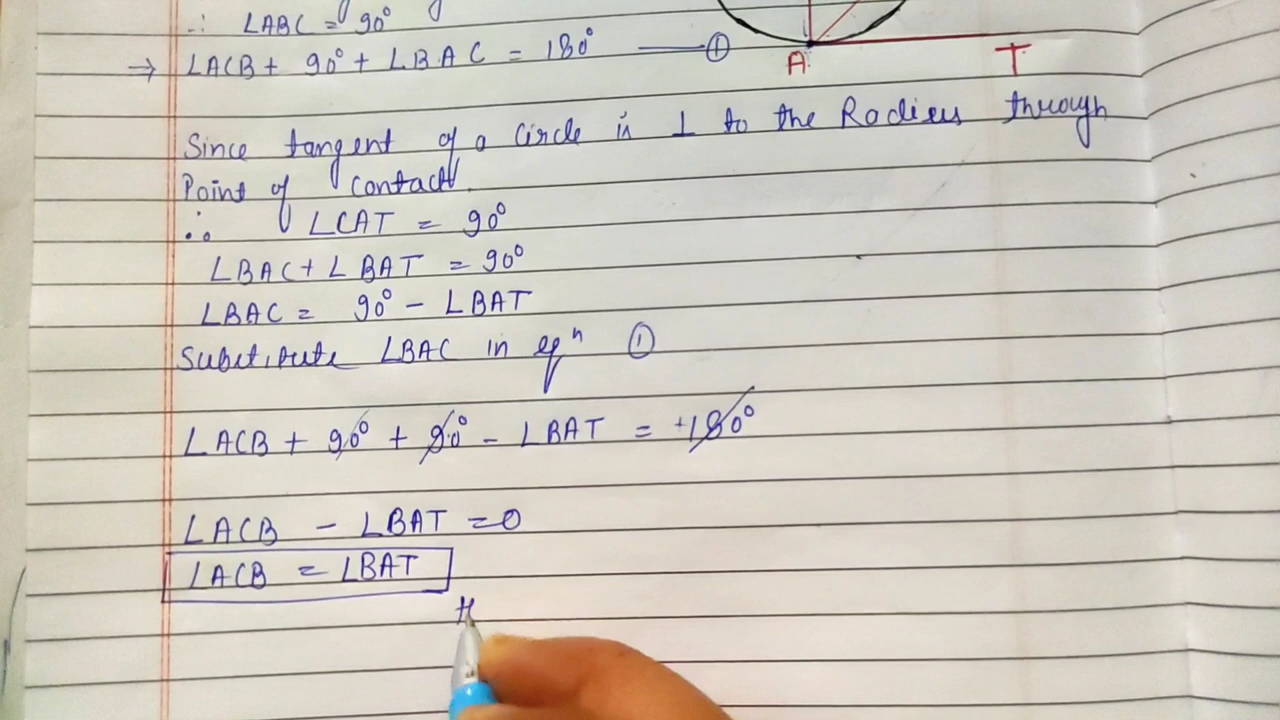 ∴ ∠ABC = 90°
⇒ ∠ACB + 90° + ∠BAC = 180° —— ①
A T
Since tangent of a Circle is ⊥ to the Radius through
Point of contact.
∴ ∠CAT = 90°
∠BAC + ∠BAT = 90°
∠BAC = 90° - ∠BAT
Substitute ∠BAC in eqⁿ ①
∠ACB + 90° + 90° - ∠BAT = +180°
∠ACB - ∠BAT = 0
∠ACB = ∠BAT
H